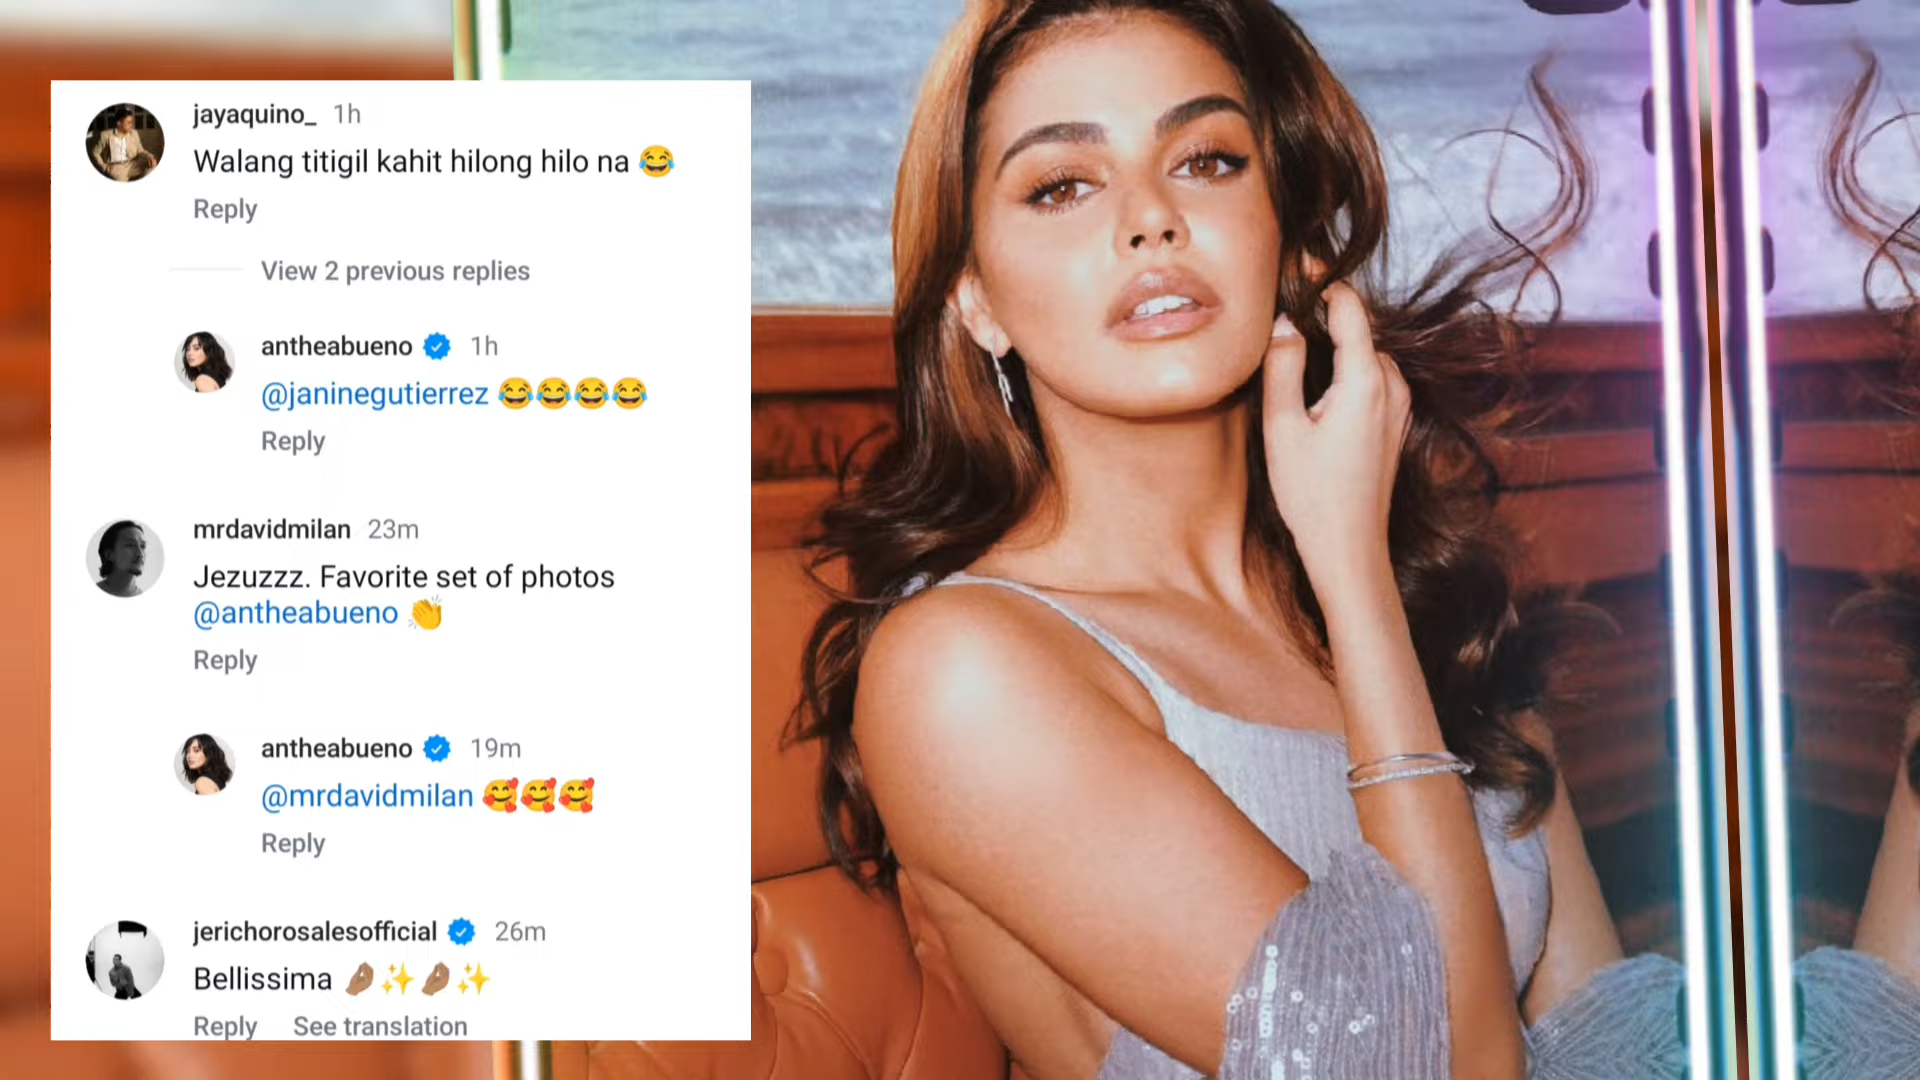 jayaquino_ 1h
Walang titigil kahit hilong hilo na 😂
Reply
View 2 previous replies
antheabueno 1h
@janinegutierrez 😂😂😂😂
Reply
mrdavidmilan 23m
Jezuzzz. Favorite set of photos
@antheabueno 👏
Reply
antheabueno 19m
@mrdavidmilan 🥰🥰🥰
Reply
jerichorosalesofficial 26m
Bellissima 🤌🏽✨🤌🏽✨
Reply See translation